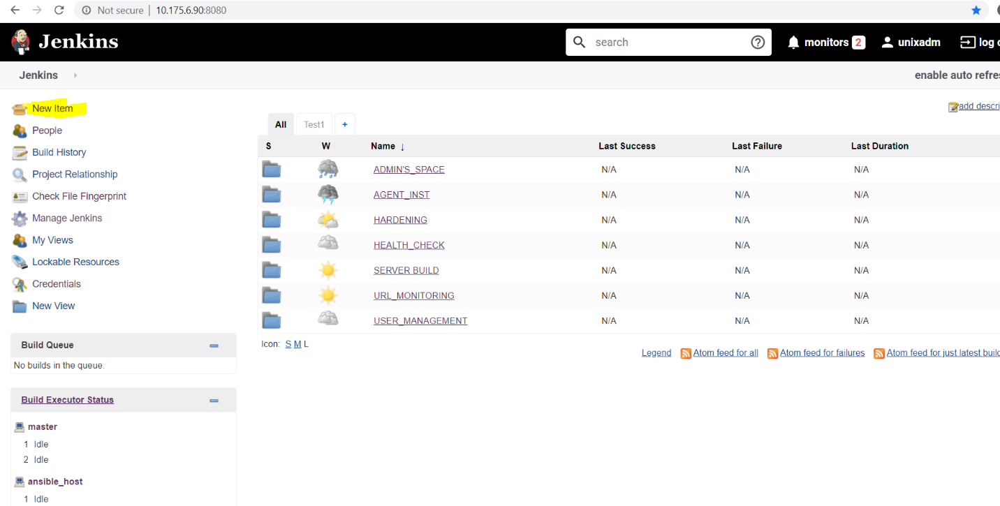 Not secure | 10.175.6.90:8080
Jenkins
search
monitors 2
unixadm
log
Jenkins
enable auto
New Item
People
Build History
Project Relationship
Check File Fingerprint
Manage Jenkins
My Views
Lockable Resources
Credentials
New View
Build Queue
No builds in the queue.
Build Executor Status
master
1 Idle
2 Idle
ansible_host
1 Idle
add
All Test1 +
S W Name ↓ Last Success Last Failure Last Duration
ADMIN'S_SPACE N/A N/A N/A
AGENT_INST N/A N/A N/A
HARDENING N/A N/A N/A
HEALTH_CHECK N/A N/A N/A
SERVER BUILD N/A N/A N/A
URL_MONITORING N/A N/A N/A
USER_MANAGEMENT N/A N/A N/A
Icon: S M L
Legend Atom feed for all Atom feed for failures Atom feed for just latest